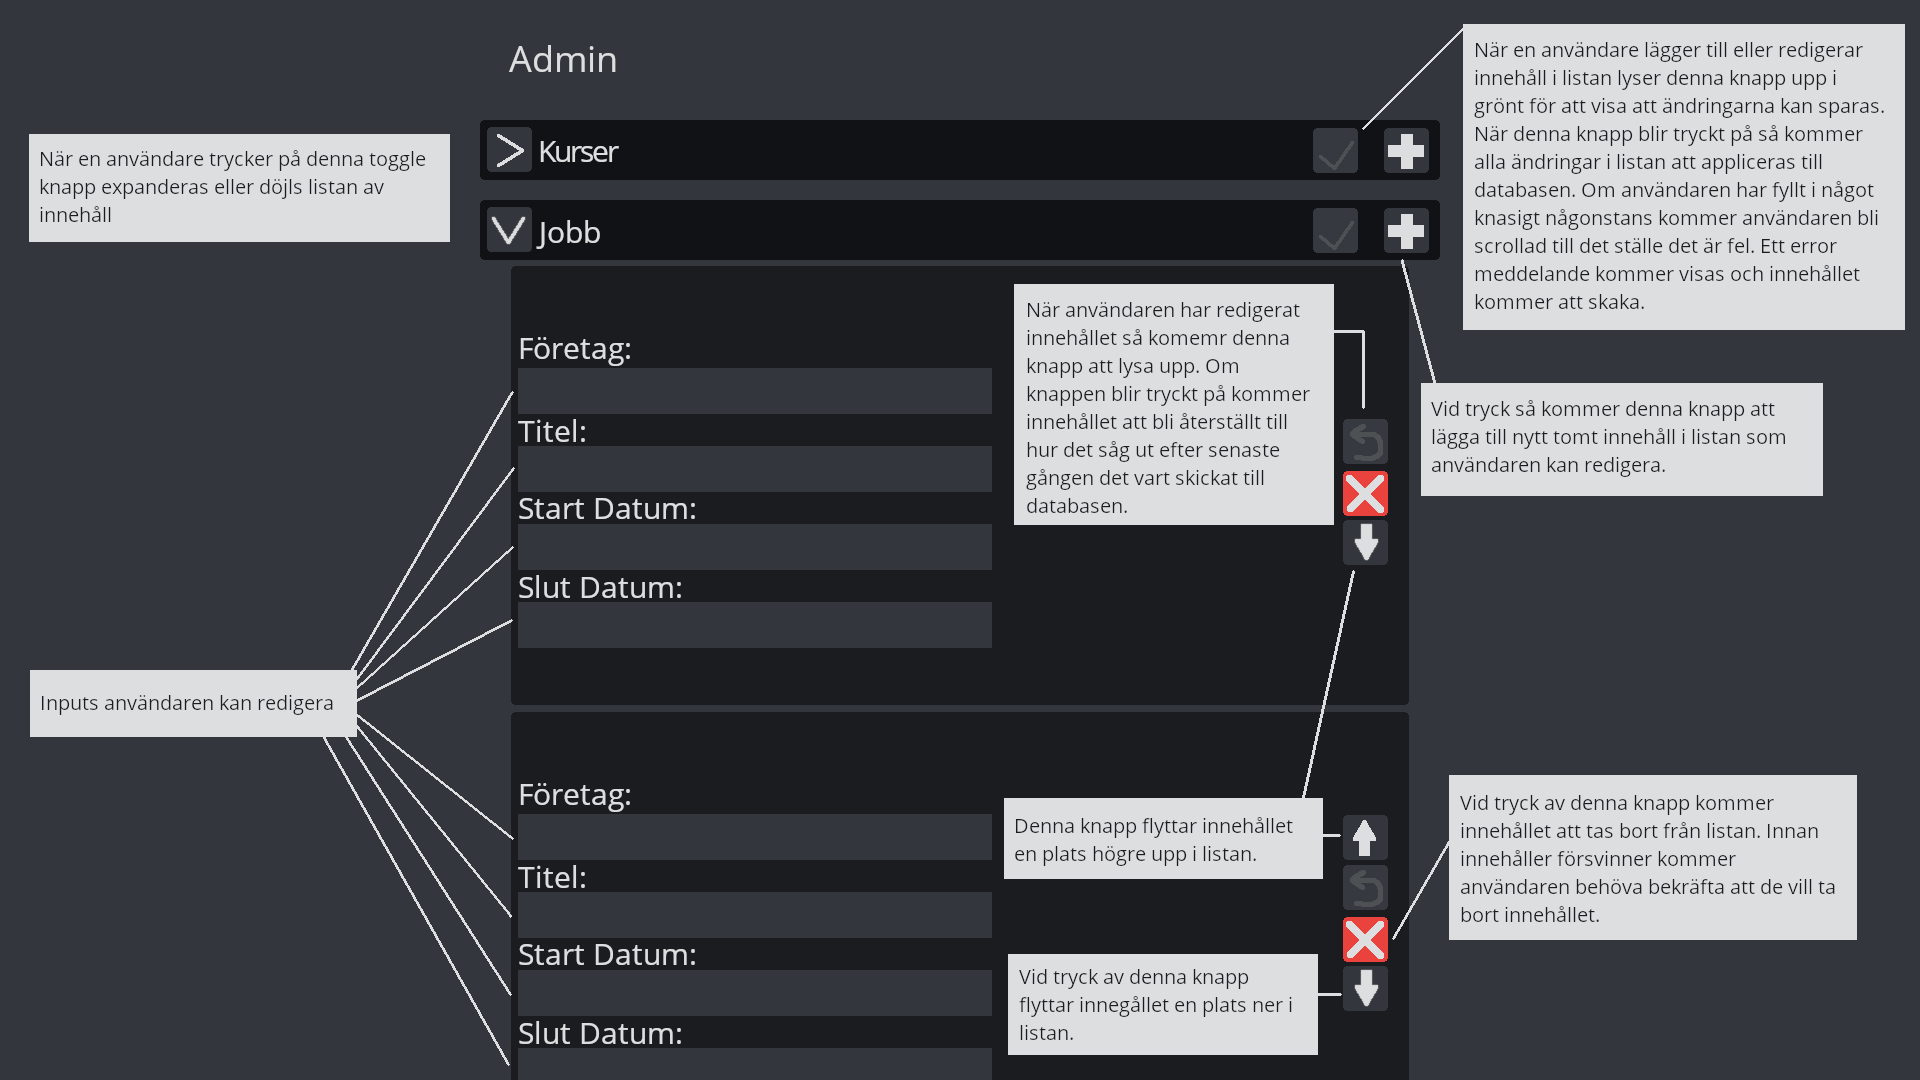 Admin
När en användare trycker på denna toggle
knapp expanderas eller döjls listan av
innehåll
Kurser
Jobb
När en användare lägger till eller redigerar
innehåll i listan lyser denna knapp upp i
grönt för att visa att ändringarna kan sparas.
När denna knapp blir tryckt på så kommer
alla ändringar i listan att appliceras till
databasen. Om användaren har fyllt i något
knasigt någonstans kommer användaren bli
scrollad till det ställe det är fel. Ett error
meddelande kommer visas och innehållet
kommer att skaka.
När användaren har redigerat
innehållet så komemr denna
knapp att lysa upp. Om
knappen blir tryckt på kommer
innehållet att bli återställt till
hur det såg ut efter senaste
gången det vart skickat till
databasen.
Vid tryck så kommer denna knapp att
lägga till nytt tomt innehåll i listan som
användaren kan redigera.
Företag:
Titel:
Start Datum:
Slut Datum:
Inputs användaren kan redigera
Företag:
Titel:
Start Datum:
Slut Datum:
Denna knapp flyttar innehållet
en plats högre upp i listan.
Vid tryck av denna knapp kommer
innehållet att tas bort från listan. Innan
innehåller försvinner kommer
användaren behöva bekräfta att de vill ta
bort innehållet.
Vid tryck av denna knapp
flyttar innegållet en plats ner i
listan.